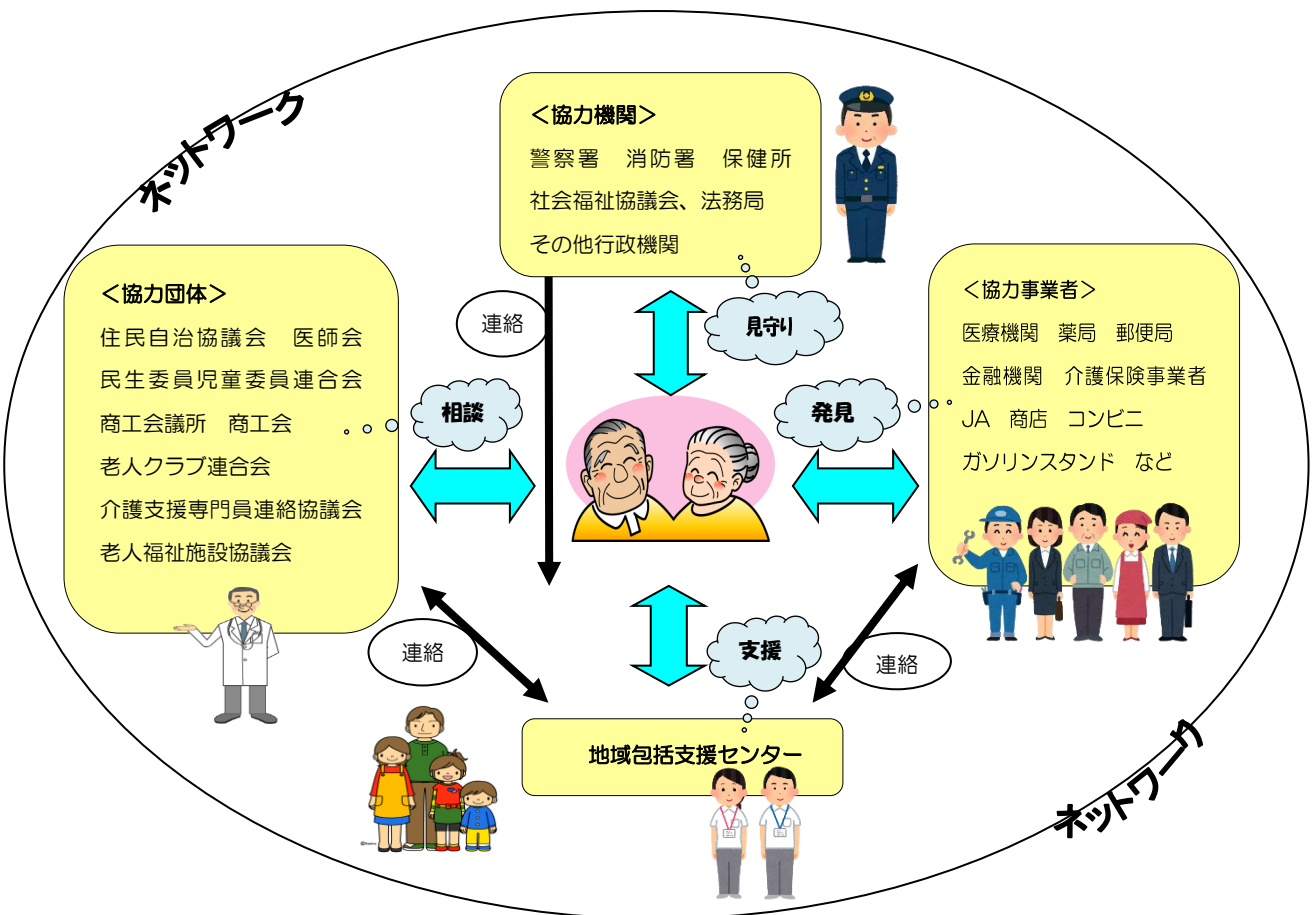 ネットワーク
＜協力機関＞
警察署　消防署　保健所
社会福祉協議会、法務局
その他行政機関
＜協力団体＞
住民自治協議会　医師会
民生委員児童委員連合会
商工会議所　商工会
老人クラブ連合会
介護支援専門員連絡協議会
老人福祉施設協議会
連絡
見守り
＜協力事業者＞
医療機関　薬局　郵便局
金融機関　介護保険事業者
JA　商店　コンビニ
ガソリンスタンド　など
相談
発見
連絡
支援
連絡
地域包括支援センター
ネットワーク